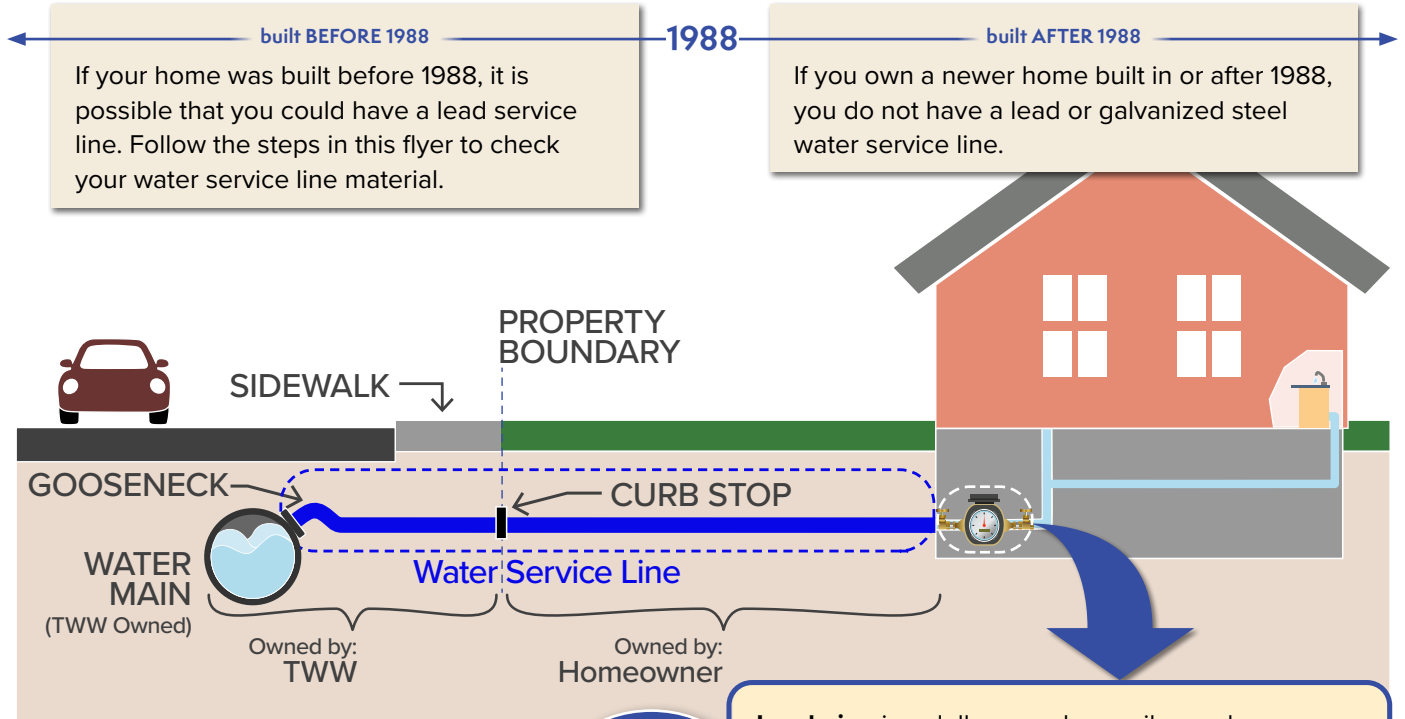 built BEFORE 1988
If your home was built before 1988, it is
possible that you could have a lead service
line. Follow the steps in this flyer to check
your water service line material.
1988
built AFTER 1988
If you own a newer home built in or after 1988,
you do not have a lead or galvanized steel
water service line.
PROPERTY
BOUNDARY
SIDEWALK
GOOSENECK
CURB STOP
WATER
MAIN
(TWW Owned)
Water Service Line
Owned by:
TWW
Owned by:
Homeowner